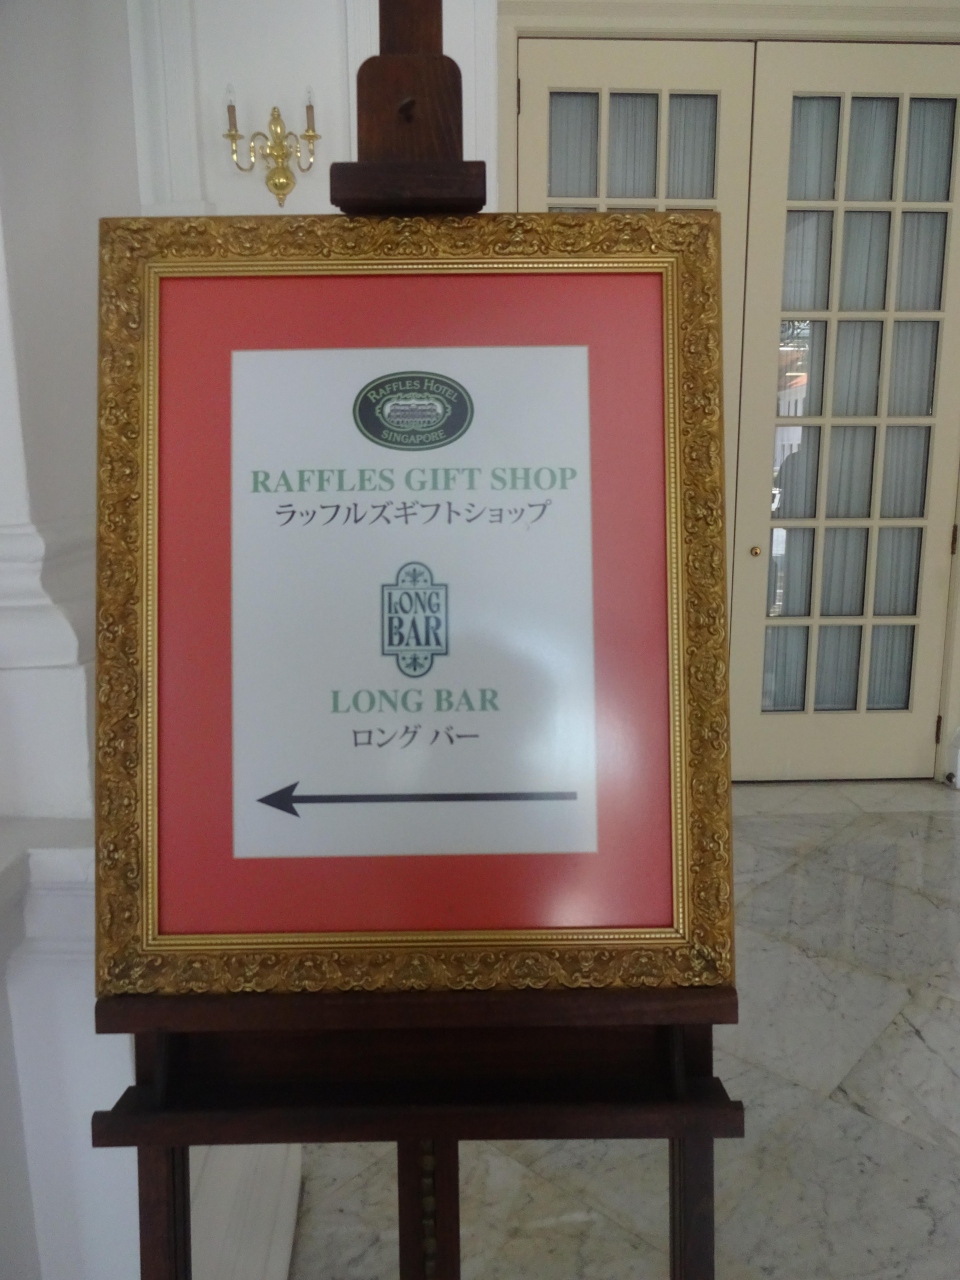 RAFFLES HOTEL
SINGAPORE
RAFFLES GIFT SHOP
ラッフルズギフトショップ
LONG
BAR
LONG BAR
ロング バー